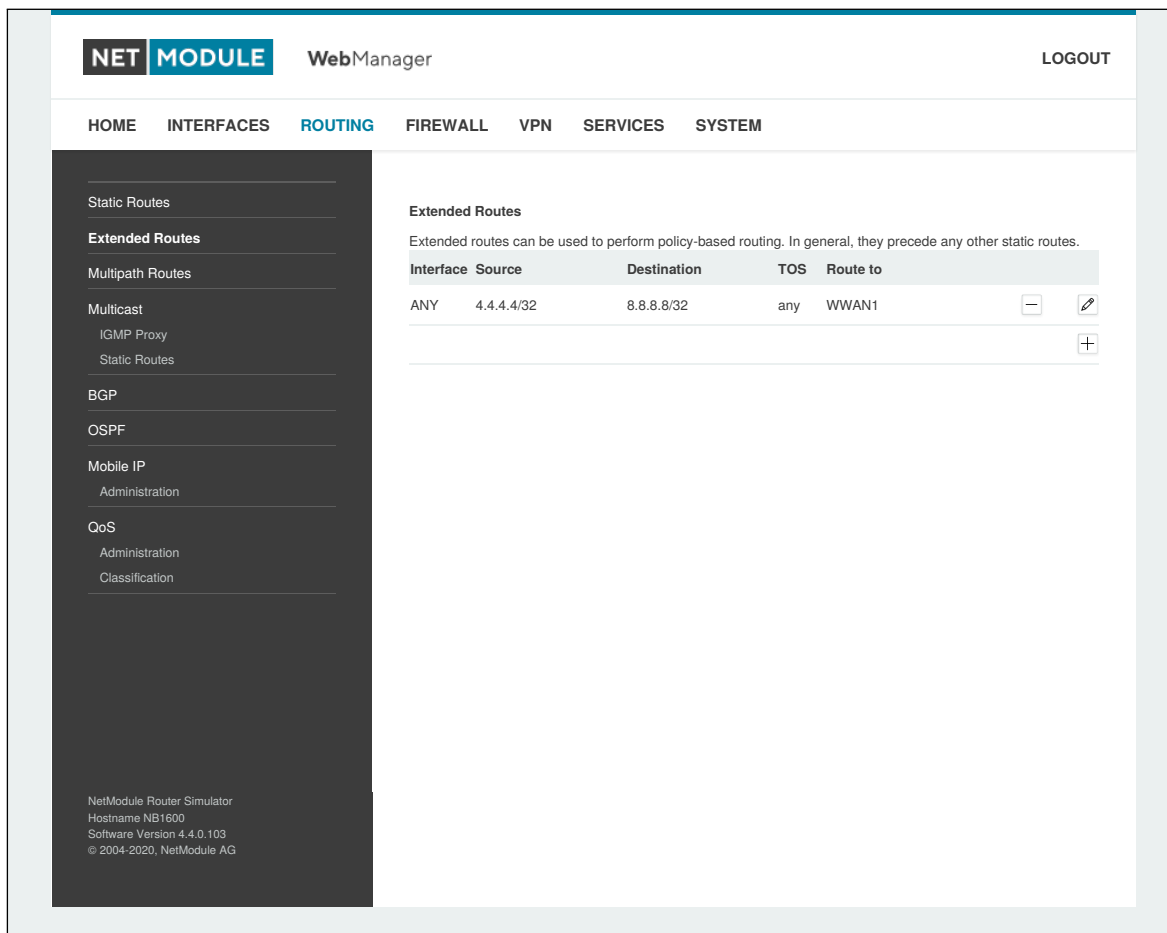 NET MODULE WebManager LOGOUT
HOME INTERFACES ROUTING FIREWALL VPN SERVICES SYSTEM
Static Routes
Extended Routes
Multipath Routes
Multicast
IGMP Proxy
Static Routes
BGP
OSPF
Mobile IP
Administration
QoS
Administration
Classification
NetModule Router Simulator
Hostname NB1600
Software Version 4.4.0.103
© 2004-2020, NetModule AG
Extended Routes
Extended routes can be used to perform policy-based routing. In general, they precede any other static routes.
Interface Source Destination TOS Route to
ANY 4.4.4.4/32 8.8.8.8/32 any WWAN1